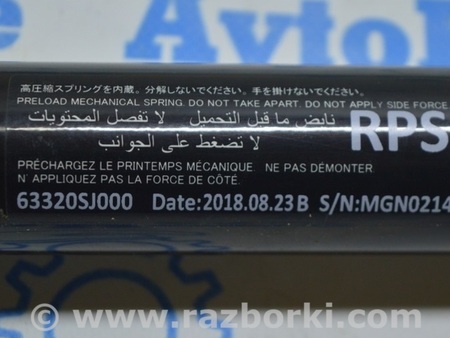 AvtoI
高圧縮スプリングを内蔵。分解しないでください。手を掛けないでください。
PRELOAD MECHANICAL SPRING. DO NOT TAKE APART. DO NOT APPLY SIDE FORCE
نابض ما قبل التحميل لا تفصل المحتويات
لا تضغط على الجوانب
RPS
PRÉCHARGEZ LE PRINTEMPS MÉCANIQUE. NE PAS DÉMONTER.
N' APPLIQUEZ PAS LA FORCE DE CÔTÉ.
63320SJ000 Date:2018.08.23B S/N:MGN0214
www.razborki.com